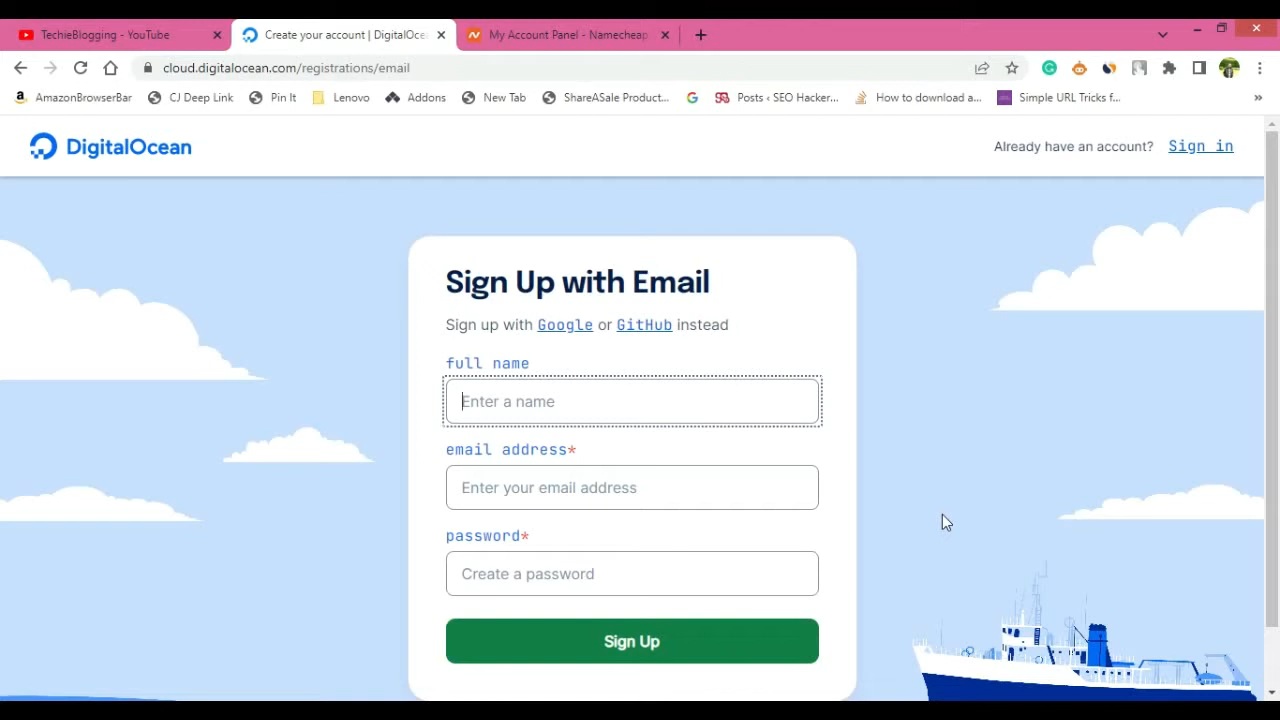 TechieBlogging - YouTube
Create your account | DigitalOce
My Account Panel - Namecheap
cloud.digitalocean.com/registrations/email
AmazonBrowserBar
CJ Deep Link
Pin It
Lenovo
Addons
New Tab
ShareASale Product...
Posts ‹ SEO Hacker...
How to download a...
Simple URL Tricks f...
»
DigitalOcean
Already have an account? Sign in
Sign Up with Email
Sign up with Google or GitHub instead
full name
Enter a name
email address*
Enter your email address
password*
Create a password
Sign Up